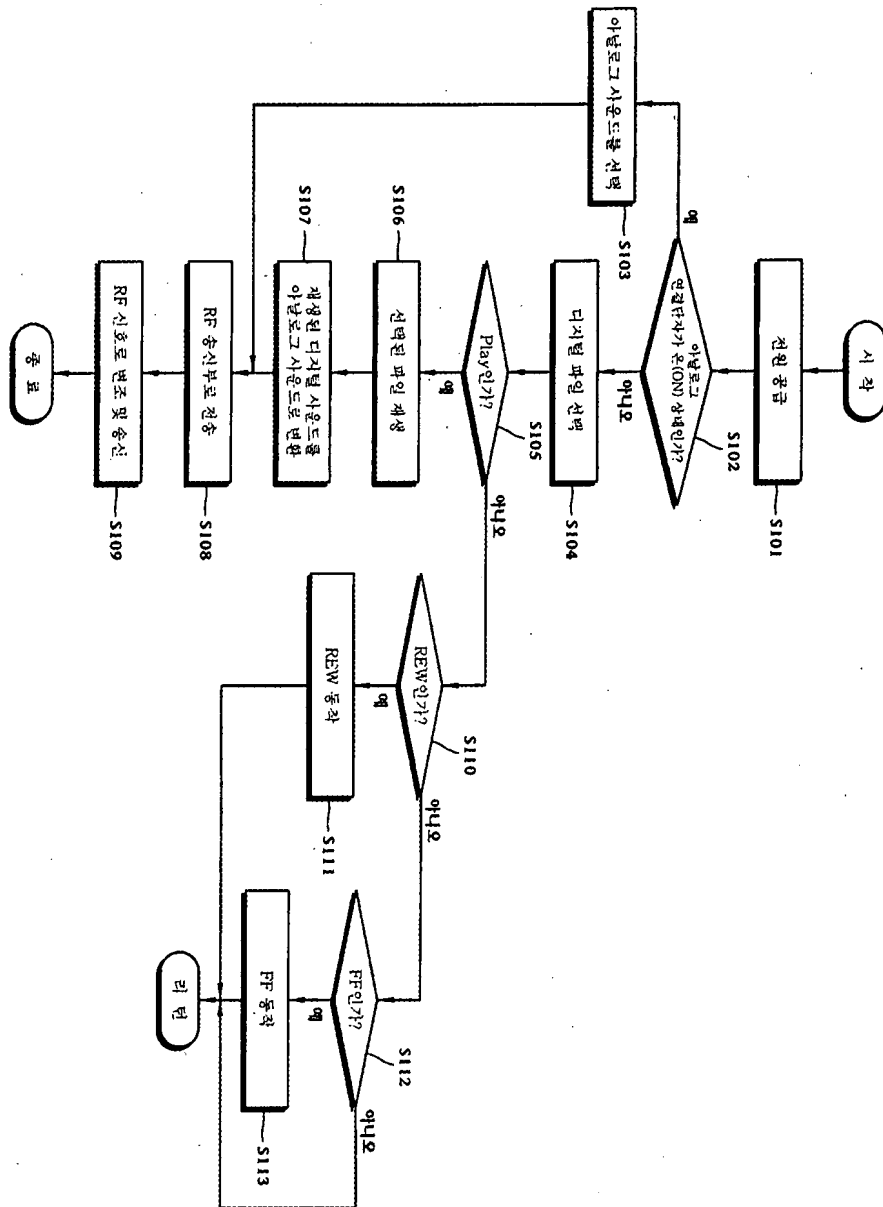 시 작
전원 공급
S101
아날로그
연결단자가 온(ON) 상태인가?
S102
예
아니오
아날로그 사운드를 선택
S103
디지털 파일 선택
S104
Play인가?
S105
예
아니오
선택된 파일 재생
S106
재생된 디지털 사운드를
아날로그 사운드로 변환
S107
RF 송신부로 전송
S108
RF 신호로 변조 및 송신
S109
종 료
REW인가?
S110
예
아니오
REW 동작
S111
FF인가?
S112
예
아니오
FF 동작
S113
리 턴